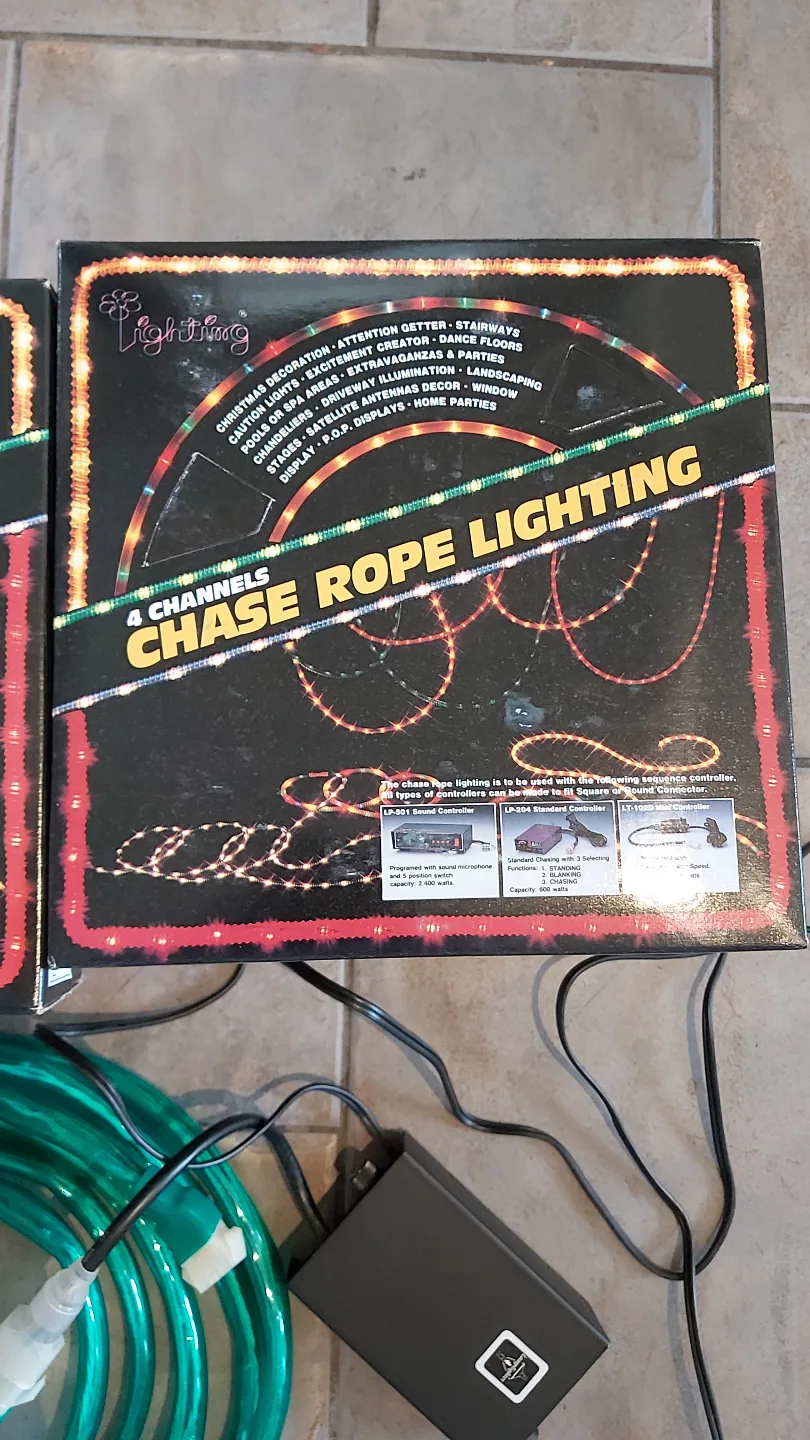 Lighting
CHRISTMAS DECORATION • ATTENTION GETTER • STAIRWAYS
CAUTION LIGHTS • EXCITEMENT CREATOR • DANCE FLOORS
POOLS OR SPA AREAS • EXTRAVAGANZAS & PARTIES
CHANDELIERS • DRIVEWAY ILLUMINATION • LANDSCAPING
STAGES • SATELLITE ANTENNAS DECOR • WINDOW
DISPLAY • P.O.P. DISPLAYS • HOME PARTIES
4 CHANNELS
CHASE ROPE LIGHTING
The chase rope lighting is to be used with the following sequence controller.
All types of controllers can be made to fit Square or Round Connector.
LP-501 Sound Controller
Programed with sound microphone
and 5 position switch
capacity: 2.400 watts.
LP-204 Standard Controller
Standard Chasing with 3 Selecting
Functions: 1. STANDING
2. BLANKING
3. CHASING
Capacity: 600 watts
LT-102D Mini Controller
Speed.